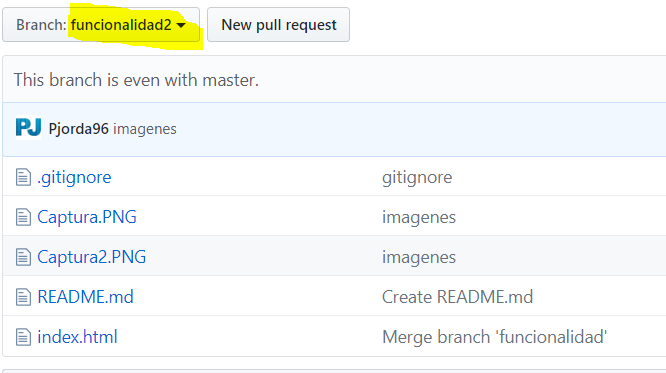 Branch: funcionalidad2 New pull request
This branch is even with master.
PJ Pjorda96 imagenes
.gitignore gitignore
Captura.PNG imagenes
Captura2.PNG imagenes
README.md Create README.md
index.html Merge branch 'funcionalidad'